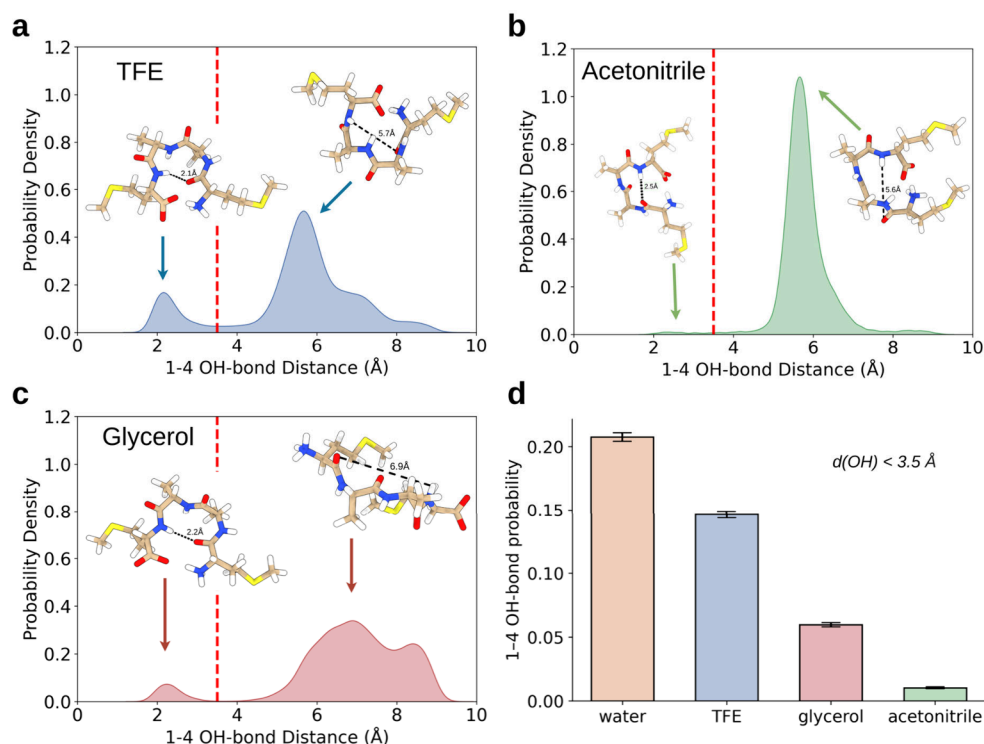 a
TFE
Probability Density
1.2
1.0
0.8
0.6
0.4
0.2
0.0
2.1Å
5.7Å
0 2 4 6 8 10
1-4 OH-bond Distance (Å)
b
Acetonitrile
Probability Density
1.2
1.0
0.8
0.6
0.4
0.2
0.0
2.5Å
5.6Å
0 2 4 6 8 10
1-4 OH-bond Distance (Å)
c
Glycerol
Probability Density
1.2
1.0
0.8
0.6
0.4
0.2
0.0
2.2Å
6.9Å
0 2 4 6 8 10
1-4 OH-bond Distance (Å)
d
d(OH) < 3.5 Å
1–4 OH-bond probability
0.20
0.15
0.10
0.05
0.00
water TFE glycerol acetonitrile